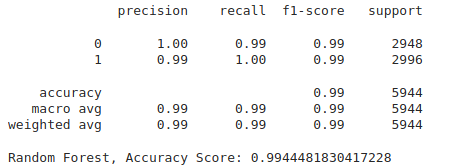 precision recall f1-score support
0 1.00 0.99 0.99 2948
1 0.99 1.00 0.99 2996
accuracy 0.99 5944
macro avg 0.99 0.99 0.99 5944
weighted avg 0.99 0.99 0.99 5944
Random Forest, Accuracy Score: 0.9944481830417228